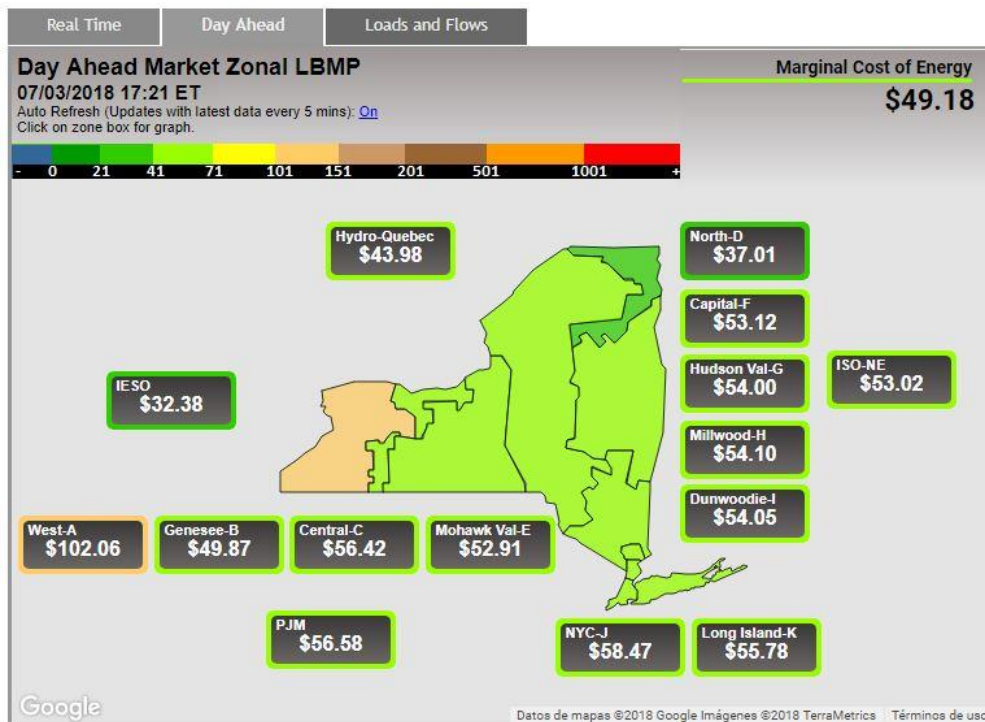 Real Time
Day Ahead
Loads and Flows
Day Ahead Market Zonal LBMP
07/03/2018 17:21 ET
Auto Refresh (Updates with latest data every 5 mins): On
Click on zone box for graph.
Marginal Cost of Energy
$49.18
- 0 21 41 71 101 151 201 501 1001 +
Hydro-Quebec
$43.98
North-D
$37.01
Capital-F
$53.12
Hudson Val-G
$54.00
ISO-NE
$53.02
IESO
$32.38
Millwood-H
$54.10
Dunwoodie-I
$54.05
West-A
$102.06
Genesee-B
$49.87
Central-C
$56.42
Mohawk Val-E
$52.91
PJM
$56.58
NYC-J
$58.47
Long Island-K
$55.78
Google
Datos de mapas ©2018 Google Imágenes ©2018 TerraMetrics
Términos de uso